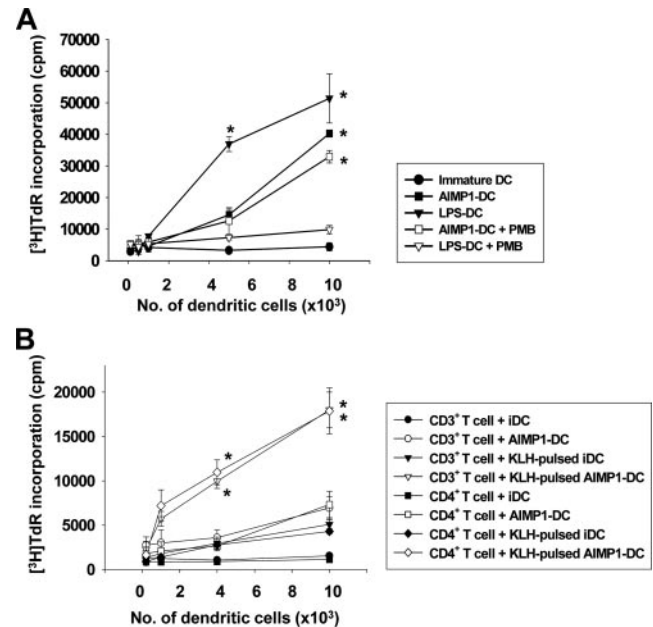 A
[³H]TdR incorporation (cpm)
70000
60000
50000
40000
30000
20000
10000
0
*
*
*
*
0 2 4 6 8 10
No. of dendritic cells (x10³)
Immature DC
AIMP1-DC
LPS-DC
AIMP1-DC + PMB
LPS-DC + PMB
B
[³H]TdR incorporation (cpm)
20000
15000
10000
5000
0
*
*
*
*
0 2 4 6 8 10
No. of dendritic cells (x10³)
CD3⁺ T cell + iDC
CD3⁺ T cell + AIMP1-DC
CD3⁺ T cell + KLH-pulsed iDC
CD3⁺ T cell + KLH-pulsed AIMP1-DC
CD4⁺ T cell + iDC
CD4⁺ T cell + AIMP1-DC
CD4⁺ T cell + KLH-pulsed iDC
CD4⁺ T cell + KLH-pulsed AIMP1-DC